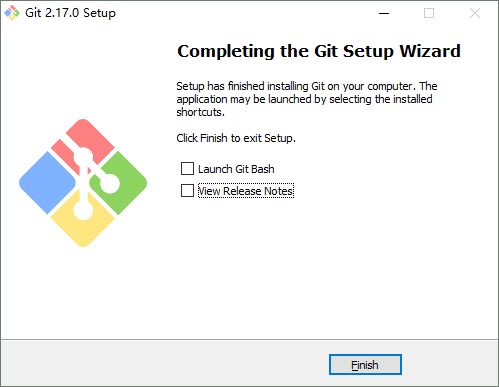 Git 2.17.0 Setup
Completing the Git Setup Wizard
Setup has finished installing Git on your computer. The
application may be launched by selecting the installed
shortcuts.
Click Finish to exit Setup.
Launch Git Bash
View Release Notes
Finish